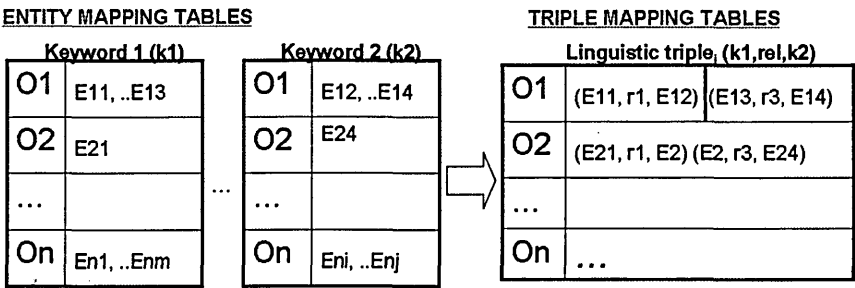 ENTITY MAPPING TABLES
TRIPLE MAPPING TABLES
Keyword 1 (k1)
Keyword 2 (k2)
Linguistic tripleⱼ (k1,rel,k2)
O1 E11, ..E13
O2 E21
...
On En1, ..Enm
...
O1 E12, ..E14
O2 E24
...
On Eni, ..Enj
O1 (E11, r1, E12) (E13, r3, E14)
O2 (E21, r1, E2) (E2, r3, E24)
...
On ...